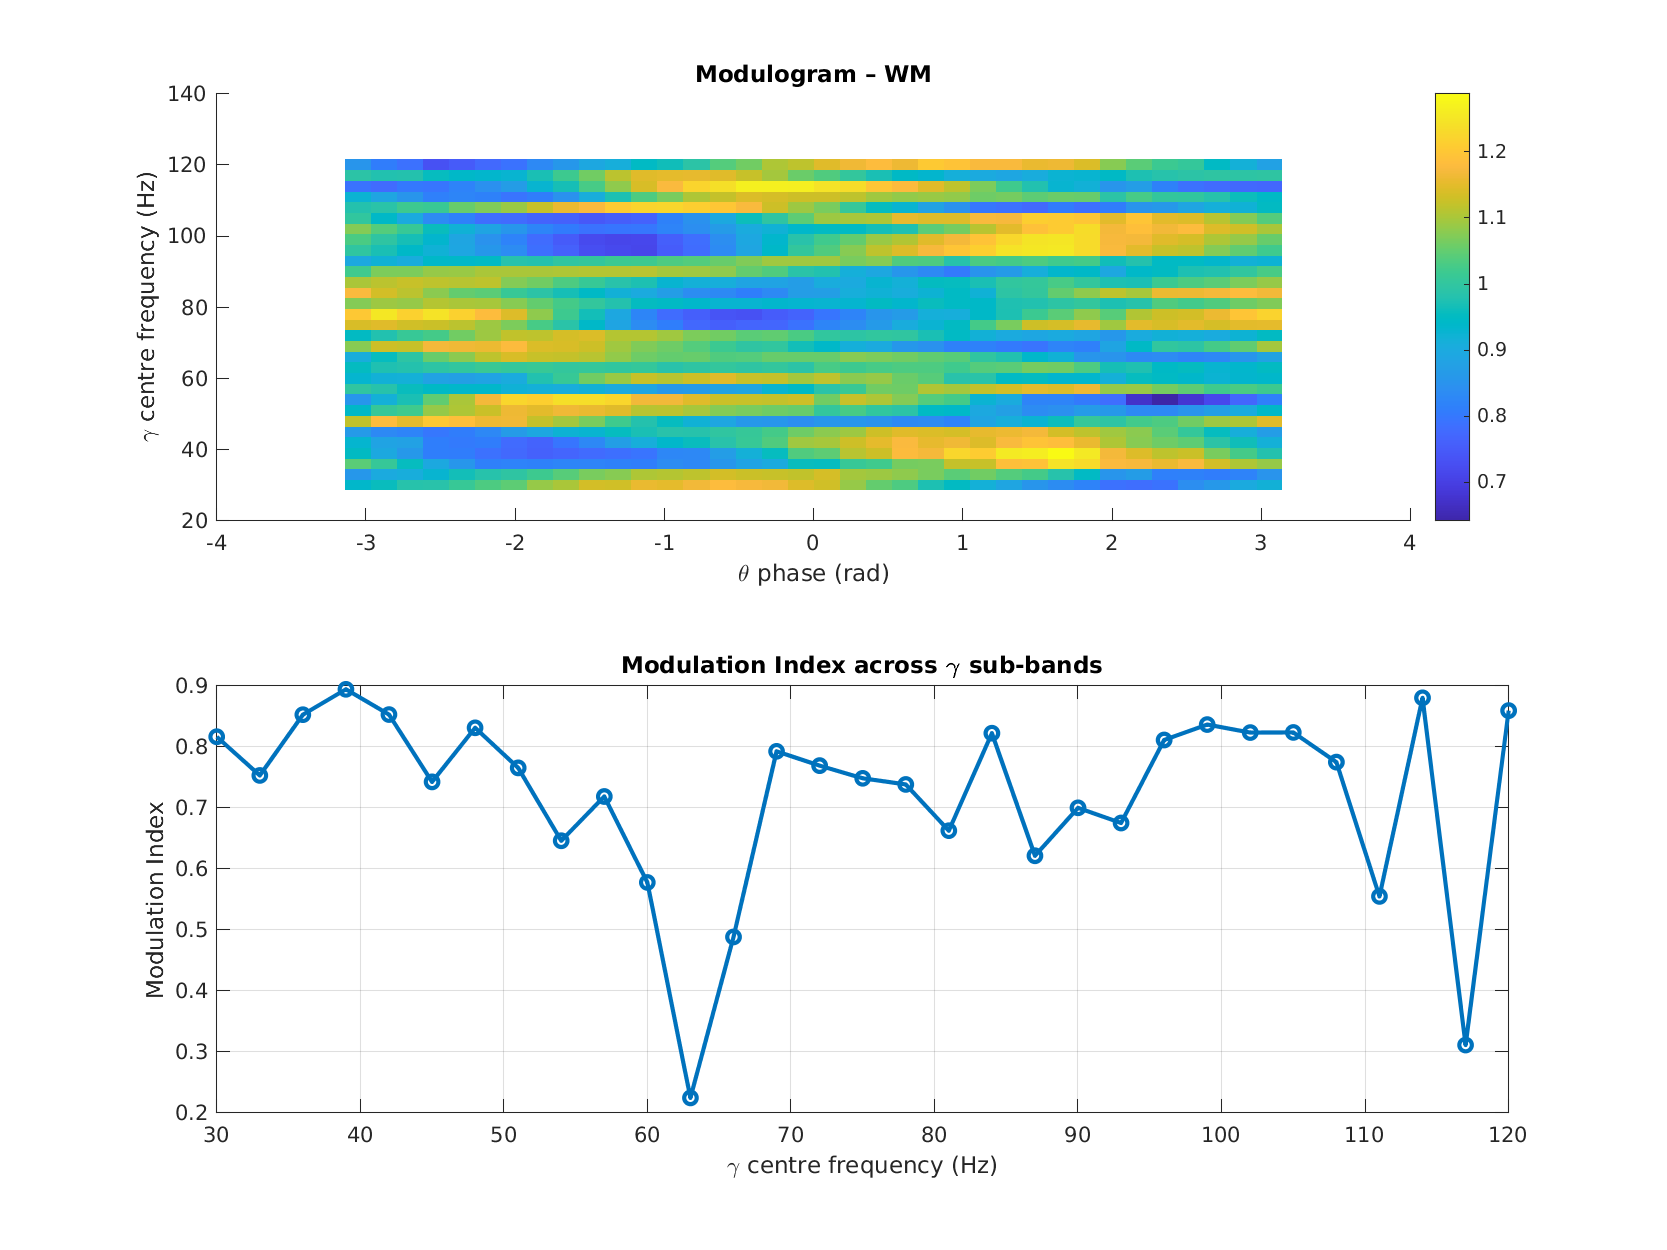 Modulogram – WM
140
120
100
80
60
40
20
γ centre frequency (Hz)
-4 -3 -2 -1 0 1 2 3 4
θ phase (rad)
1.2
1.1
1
0.9
0.8
0.7
Modulation Index across γ sub-bands
0.9
0.8
0.7
0.6
0.5
0.4
0.3
0.2
Modulation Index
30 40 50 60 70 80 90 100 110 120
γ centre frequency (Hz)